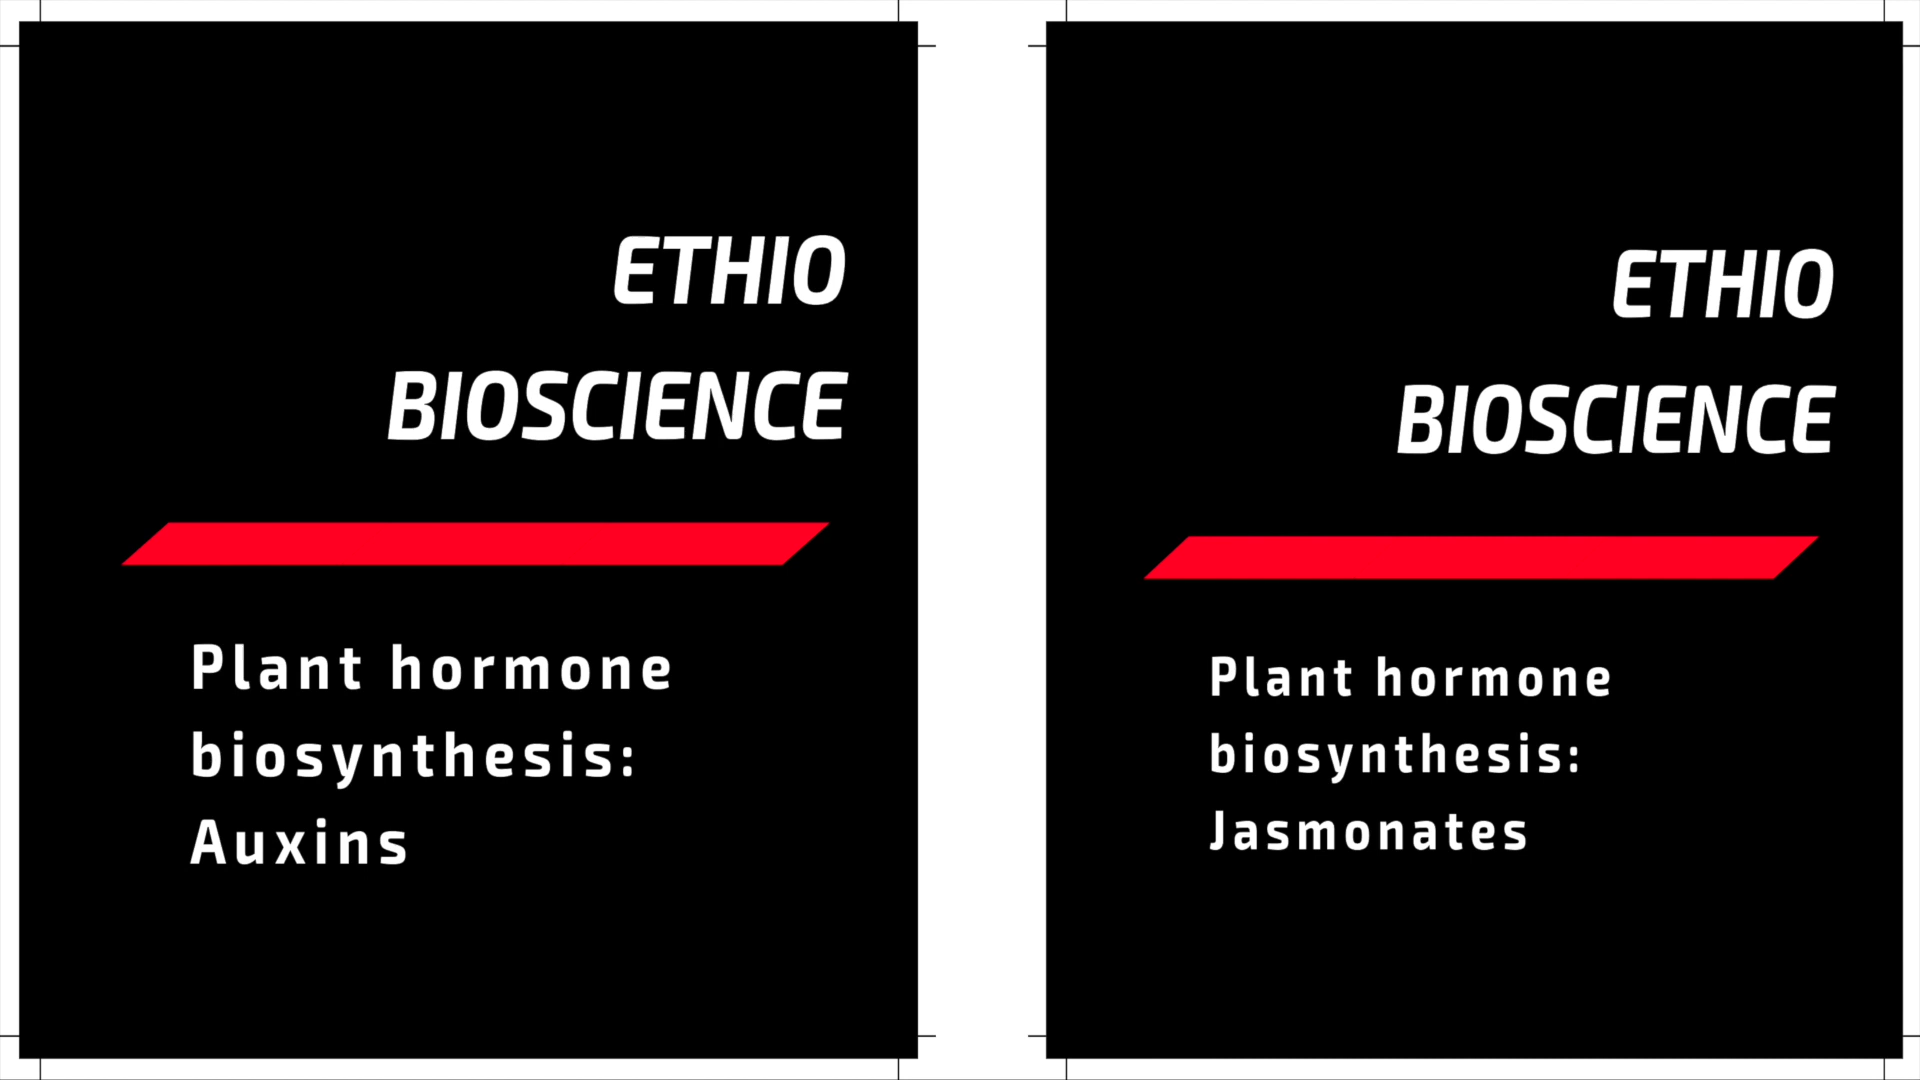 ETHIO
BIOSCIENCE
Plant hormone
biosynthesis:
Auxins
ETHIO
BIOSCIENCE
Plant hormone
biosynthesis:
Jasmonates